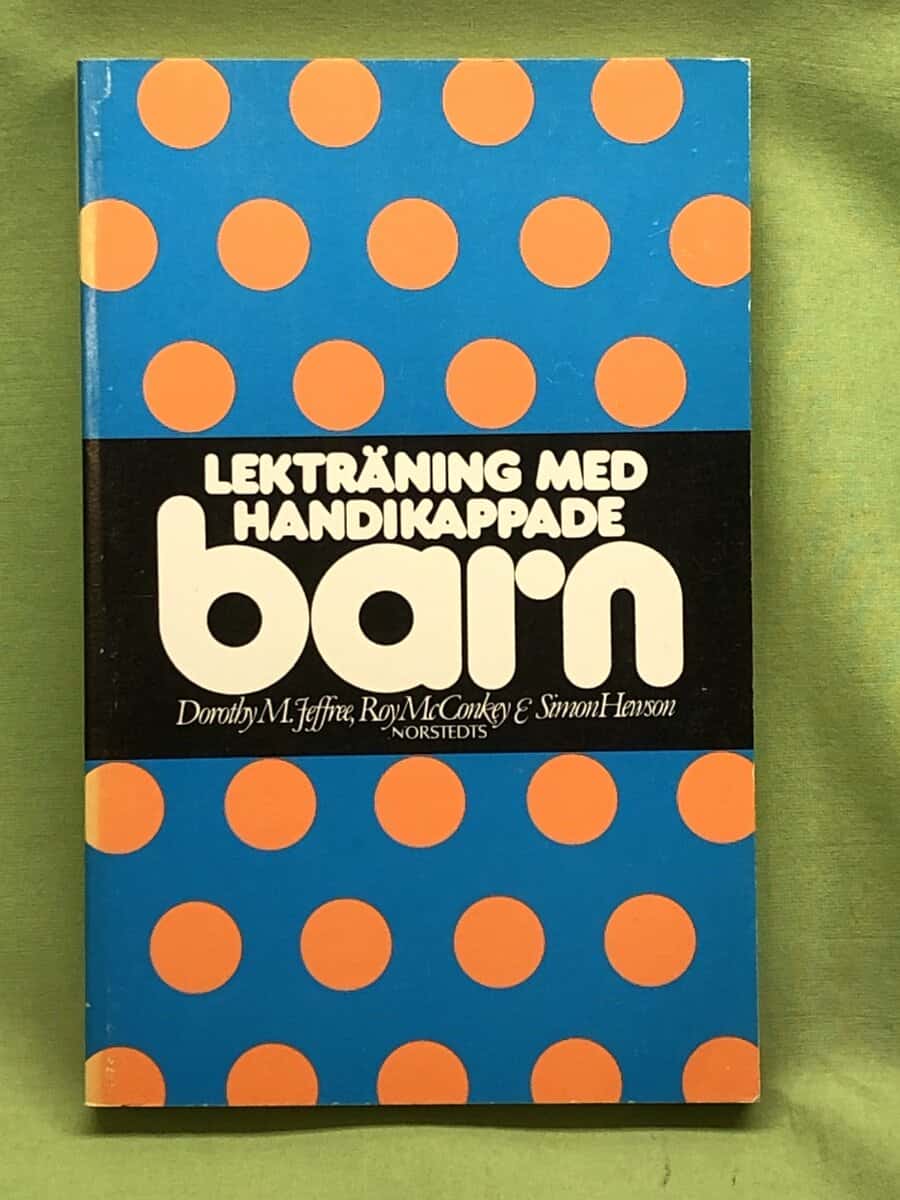 LEKTRÄNING MED
HANDIKAPPADE
barn
Dorothy M. Jeffree, Roy McConkey & Simon Hewson
NORSTEDTS